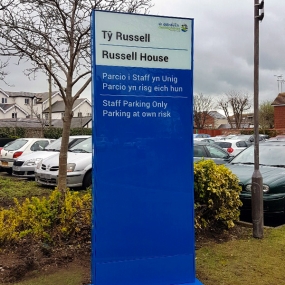 Tŷ Russell
Russell House
Parcio i Staff yn Unig
Parcio yn risg eich hun
Staff Parking Only
Parking at own risk